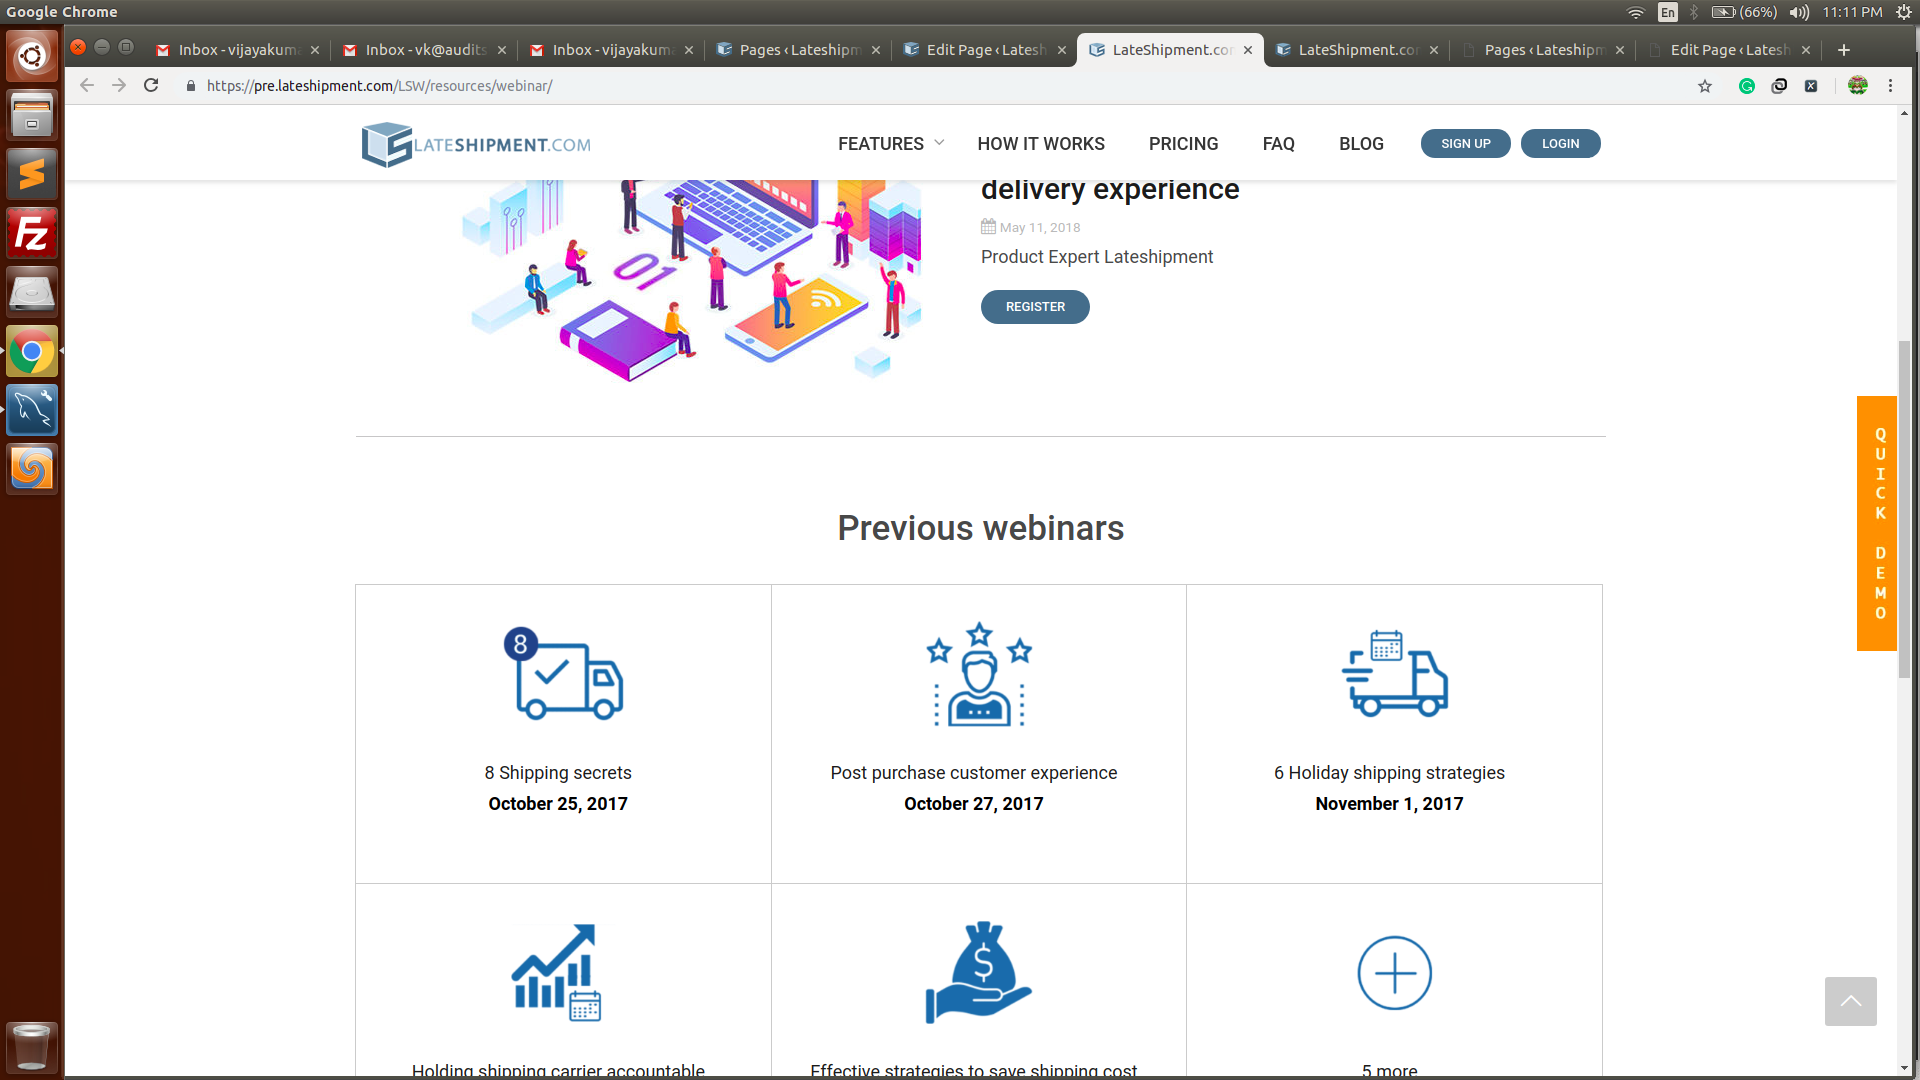 Google Chrome
En
(66%)
11:11 PM
Inbox - vijayakuma
Inbox - vk@audits
Inbox - vijayakuma
Pages ‹ Lateshipm
Edit Page ‹ Latesh
LateShipment.co
LateShipment.co
Pages ‹ Lateshipm
Edit Page ‹ Latesh
https://pre.lateshipment.com/LSW/resources/webinar/
LATESHIPMENT.COM
FEATURES
HOW IT WORKS
PRICING
FAQ
BLOG
SIGN UP
LOGIN
delivery experience
May 11, 2018
Product Expert Lateshipment
REGISTER
01
QUICK DEMO
Previous webinars
8
8 Shipping secrets
October 25, 2017
Post purchase customer experience
October 27, 2017
6 Holiday shipping strategies
November 1, 2017
$
Holding shipping carrier accountable
Effective strategies to save shipping cost
5 more